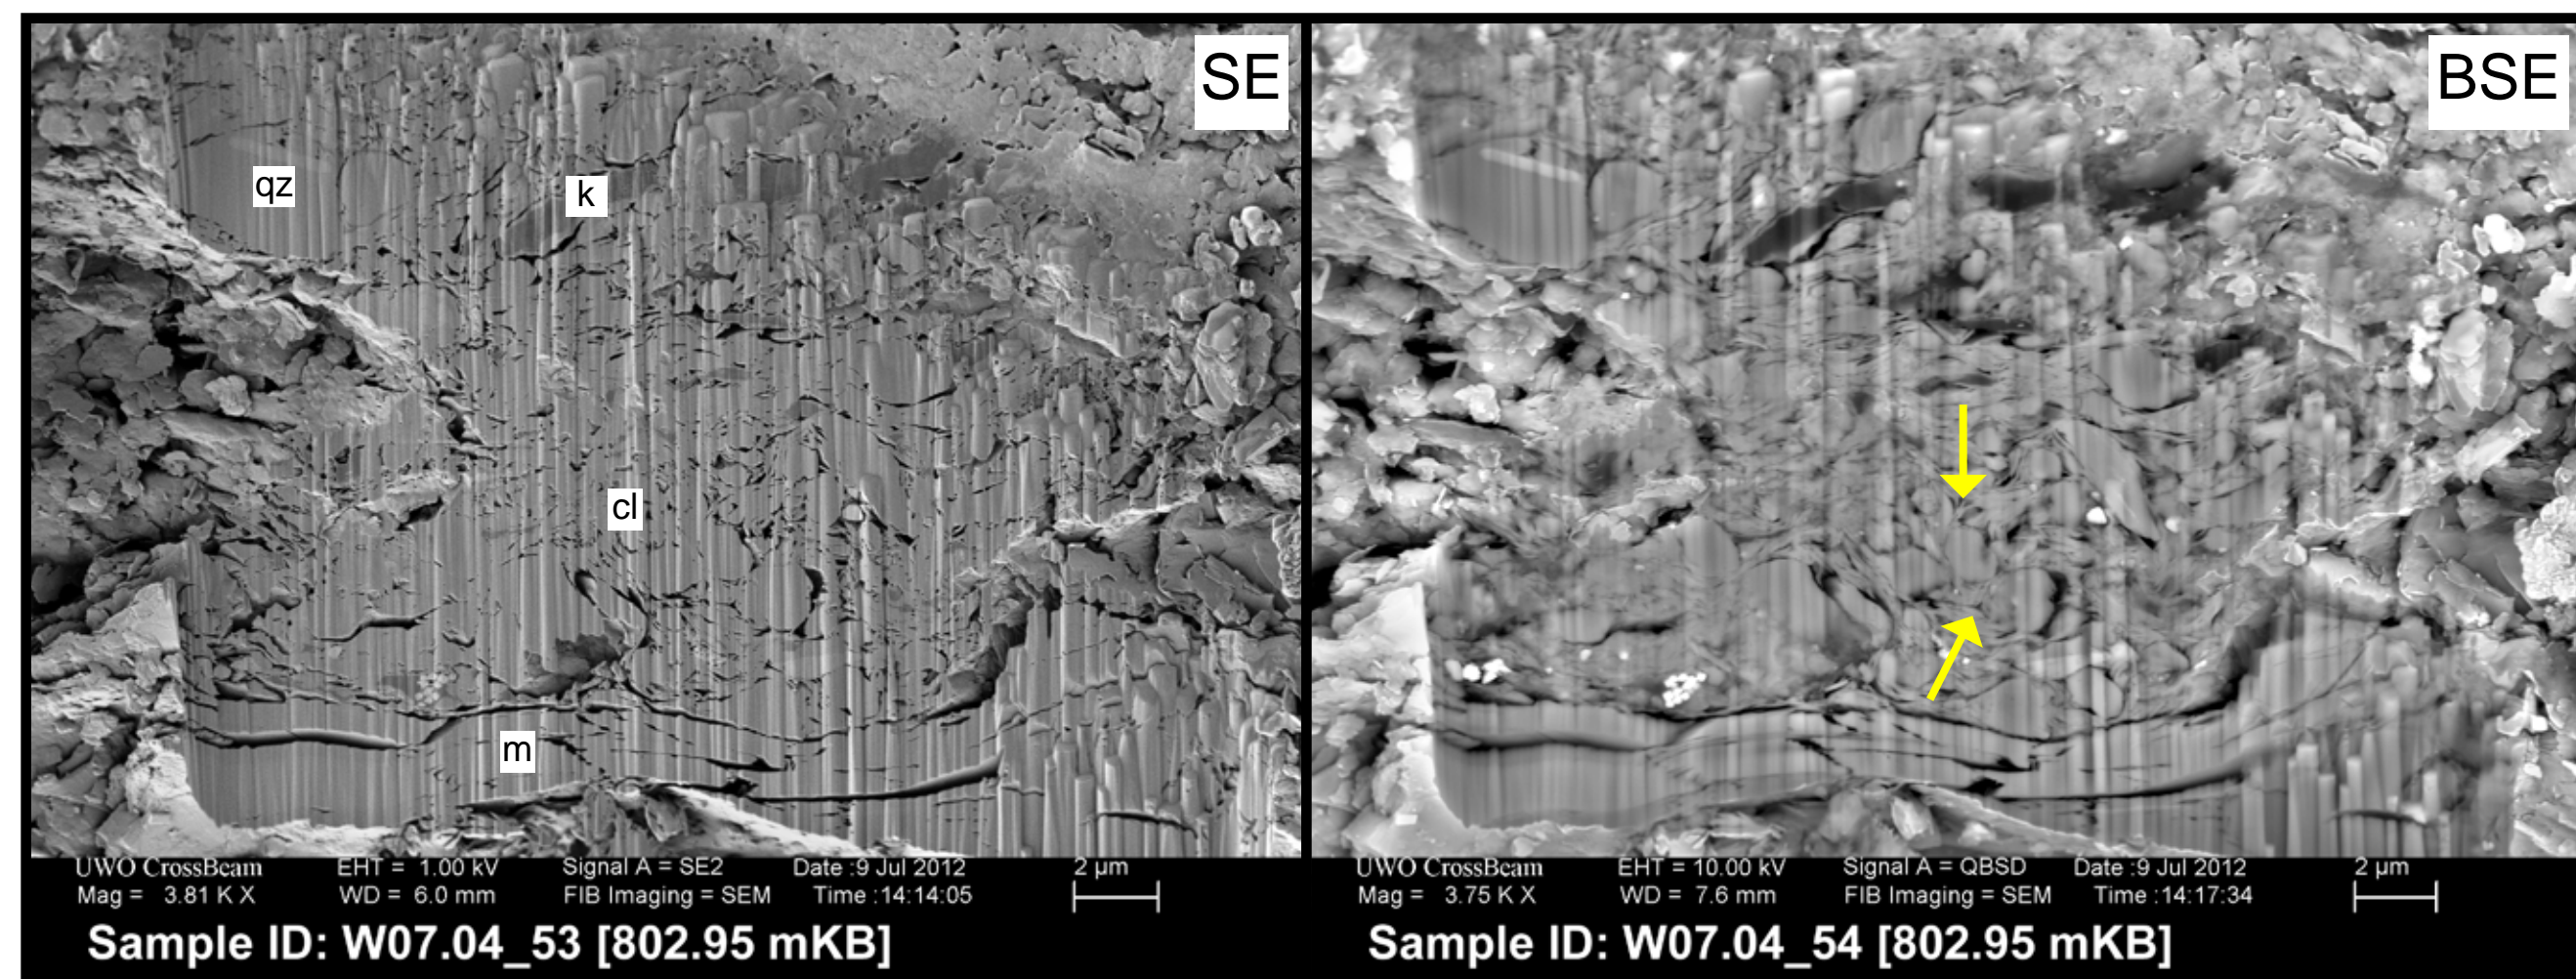 SE
qz
k
cl
m
UWO CrossBeam EHT = 1.00 kV Signal A = SE2 Date :9 Jul 2012 2 µm
Mag = 3.81 K X WD = 6.0 mm FIB Imaging = SEM Time :14:14:05
Sample ID: W07.04_53 [802.95 mKB]
BSE
UWO CrossBeam EHT = 10.00 kV Signal A = QBSD Date :9 Jul 2012 2 µm
Mag = 3.75 K X WD = 7.6 mm FIB Imaging = SEM Time :14:17:34
Sample ID: W07.04_54 [802.95 mKB]